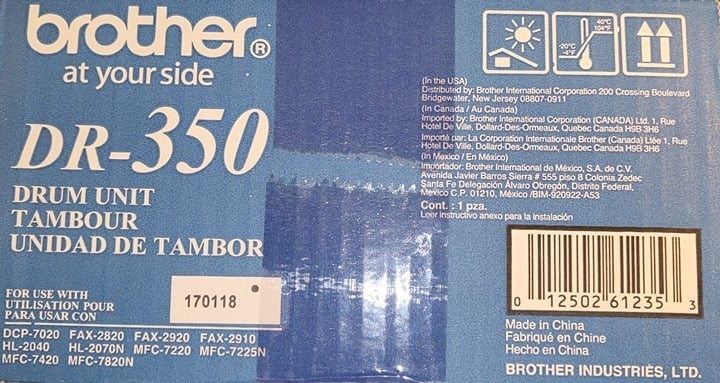 brother®
at your side
DR-350
DRUM UNIT
TAMBOUR
UNIDAD DE TAMBOR
FOR USE WITH
UTILISATION POUR
PARA USAR CON
170118
DCP-7020 FAX-2820 FAX-2920 FAX-2910
HL-2040 HL-2070N MFC-7220 MFC-7225N
MFC-7420 MFC-7820N
40°C
104°F
-20°C
-4°F
(In the USA)
Distributed by: Brother International Corporation 200 Crossing Boulevard
Bridgewater, New Jersey 08807-0911
(In Canada / Au Canada)
Imported by: Brother International Corporation (CANADA) Ltd. 1, Rue
Hotel De Ville, Dollard-Des-Ormeaux, Quebec Canada H9B 3H6
Importé par: La Corporation Internationale Brother (Canada) Ltée 1, Rue
Hotel De Ville, Dollard-Des-Ormeaux, Quebec Canada H9B 3H6
(In Mexico / En México)
Importador: Brother International de México, S.A. de C.V.
Avenida Javier Barros Sierra # 555 piso 8 Colonia Zedec
Santa Fe Delegación Álvaro Obregón, Distrito Federal,
México C.P. 01210, México /BIM-920922-A53
Cont. : 1 pza.
Leer instructivo anexo para la instalación
0 12502 61235 3
Made in China
Fabriqué en Chine
Hecho en China
BROTHER INDUSTRIES, LTD.